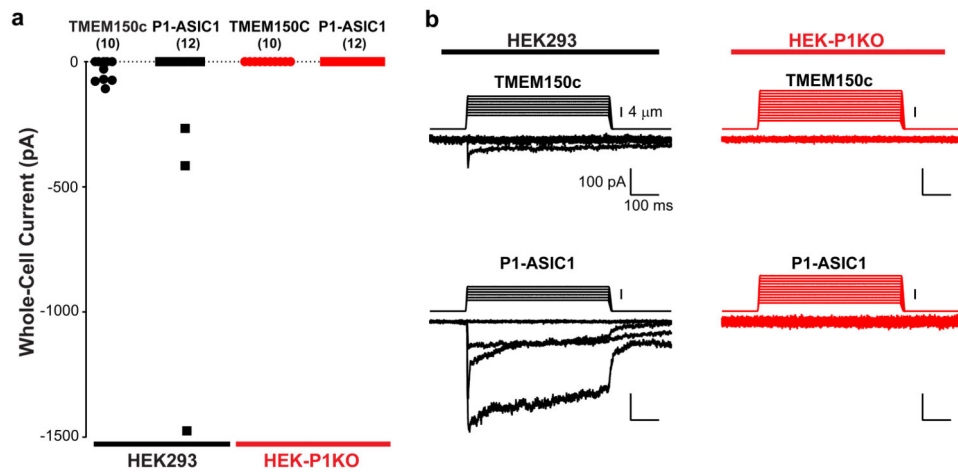 a
TMEM150c P1-ASIC1 TMEM150C P1-ASIC1
(10) (12) (10) (12)
Whole-Cell Current (pA)
0
-500
-1000
-1500
HEK293 HEK-P1KO
b
HEK293 HEK-P1KO
TMEM150c TMEM150c
4 μm
100 pA
100 ms
P1-ASIC1 P1-ASIC1